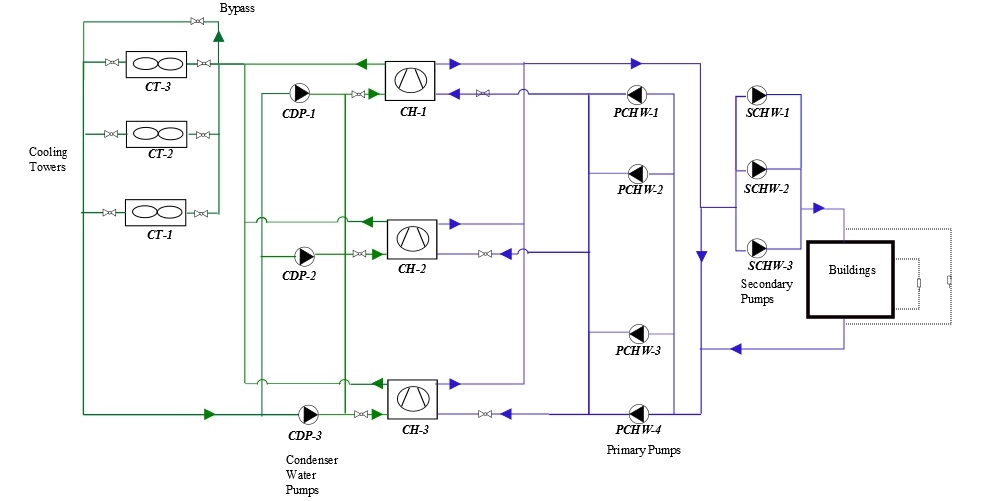 Bypass
CT-3
CDP-1
CH-1
PCHW-1
SCHW-1
Cooling
Towers
CT-2
PCHW-2
SCHW-2
CT-1
CDP-2
CH-2
SCHW-3
Secondary
Pumps
Buildings
PCHW-3
CDP-3
CH-3
PCHW-4
Condenser
Water
Pumps
Primary Pumps